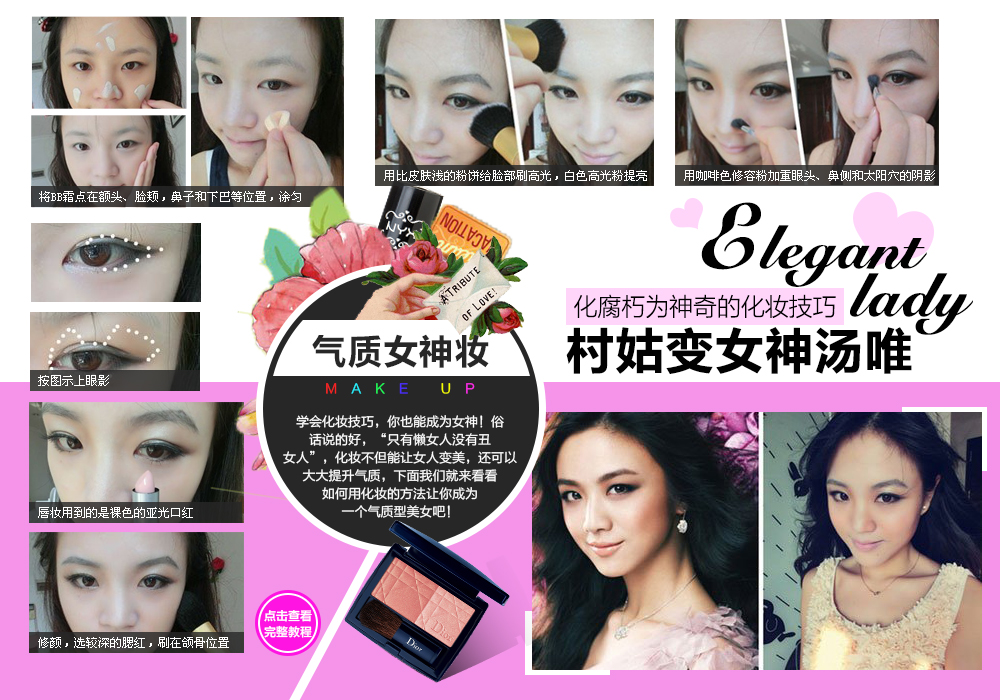 将BB霜点在额头、脸颊，鼻子和下巴等位置，涂匀
用比皮肤浅的粉饼给脸部刷高光，白色高光粉提亮
用咖啡色修容粉加重眼头、鼻侧和太阳穴的阴影
Elegant
lady
化腐朽为神奇的化妆技巧
村姑变女神汤唯
NYX
VACATION
A TRIBUTE
OF LOVE!
气质女神妆
MAKE UP
学会化妆技巧，你也能成为女神！俗
话说的好，“只有懒女人没有丑
女人”，化妆不但能让女人变美，还可以
大大提升气质，下面我们就来看看
如何用化妆的方法让你成为
一个气质型美女吧！
按图示上眼影
唇妆用到的是裸色的亚光口红
修颜，选较深的腮红，刷在颌骨位置
点击查看
完整教程
Dior